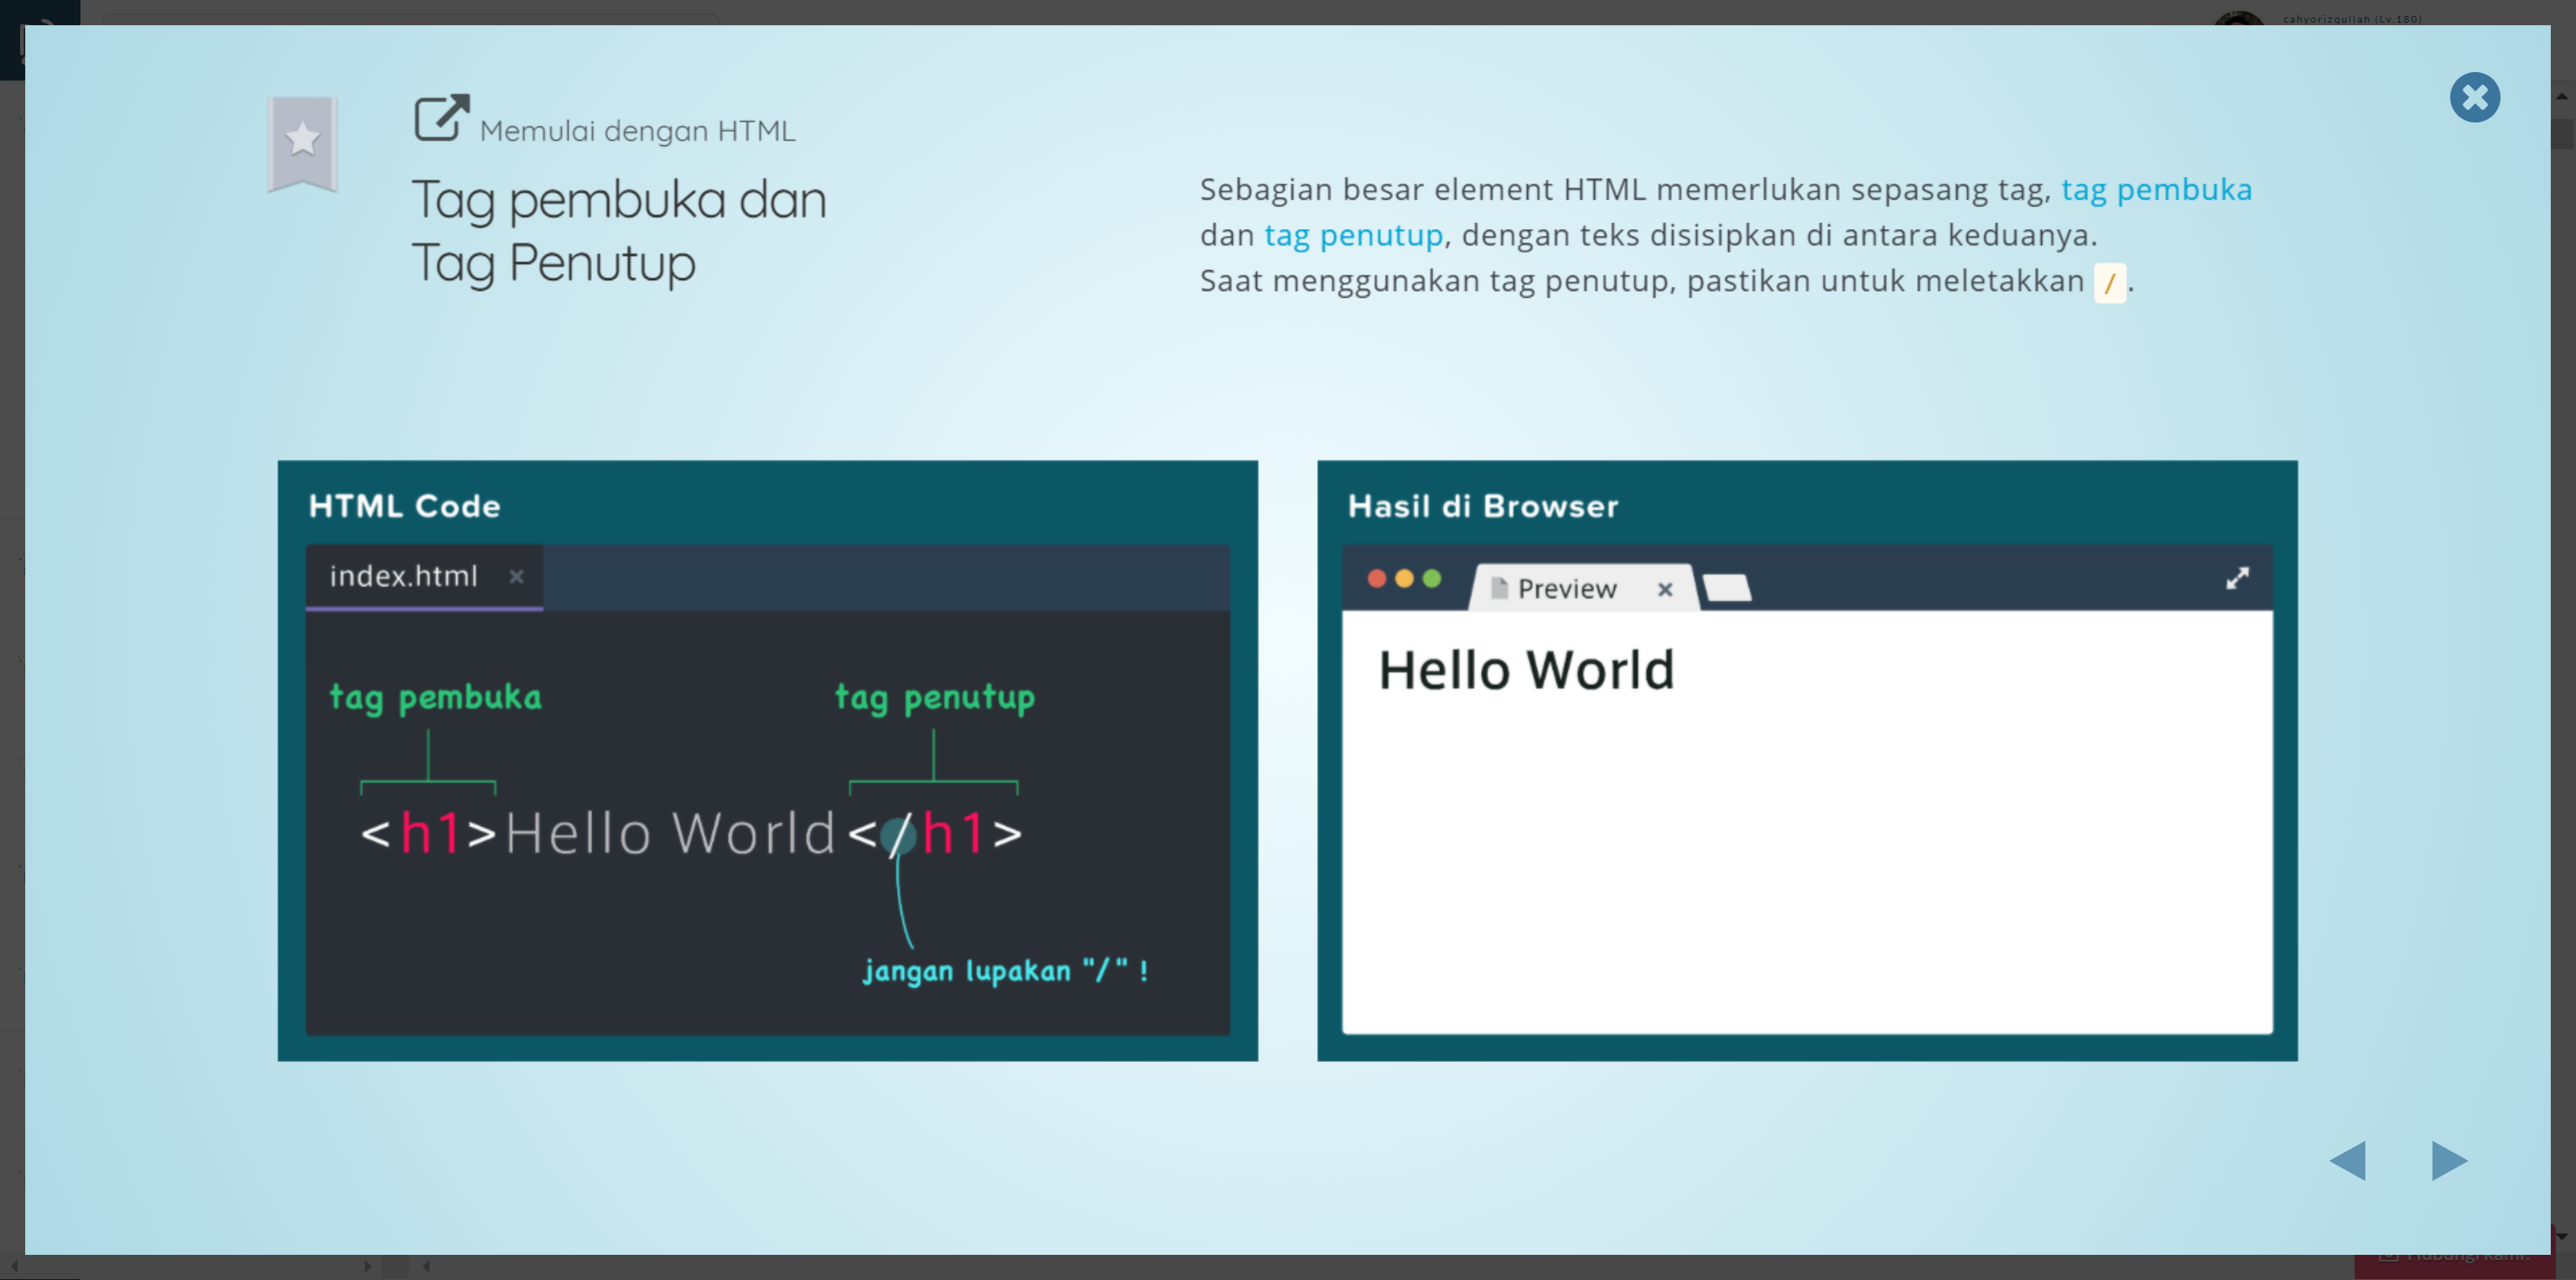 cahyorizqullah (Lv.180)
Memulai dengan HTML
Tag pembuka dan
Tag Penutup
Sebagian besar element HTML memerlukan sepasang tag, tag pembuka
dan tag penutup, dengan teks disisipkan di antara keduanya.
Saat menggunakan tag penutup, pastikan untuk meletakkan /.
HTML Code
index.html
tag pembuka tag penutup
<h1>Hello World</h1>
jangan lupakan "/" !
Hasil di Browser
Preview
Hello World